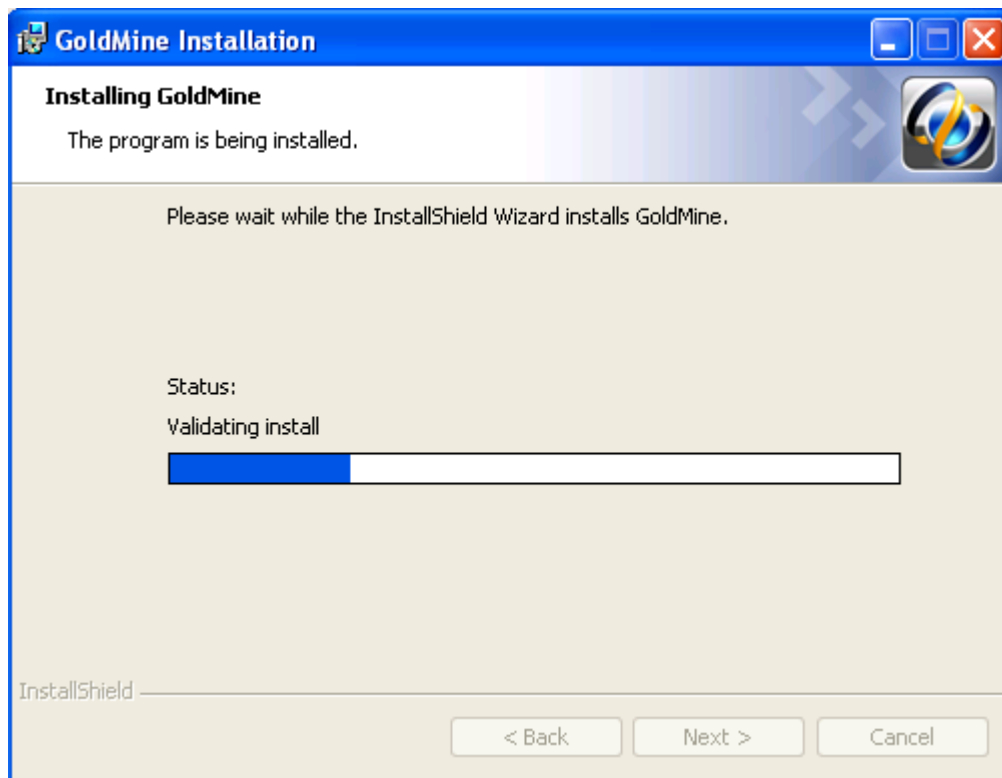 GoldMine Installation
Installing GoldMine
The program is being installed.
Please wait while the InstallShield Wizard installs GoldMine.
Status:
Validating install
InstallShield
< Back
Next >
Cancel